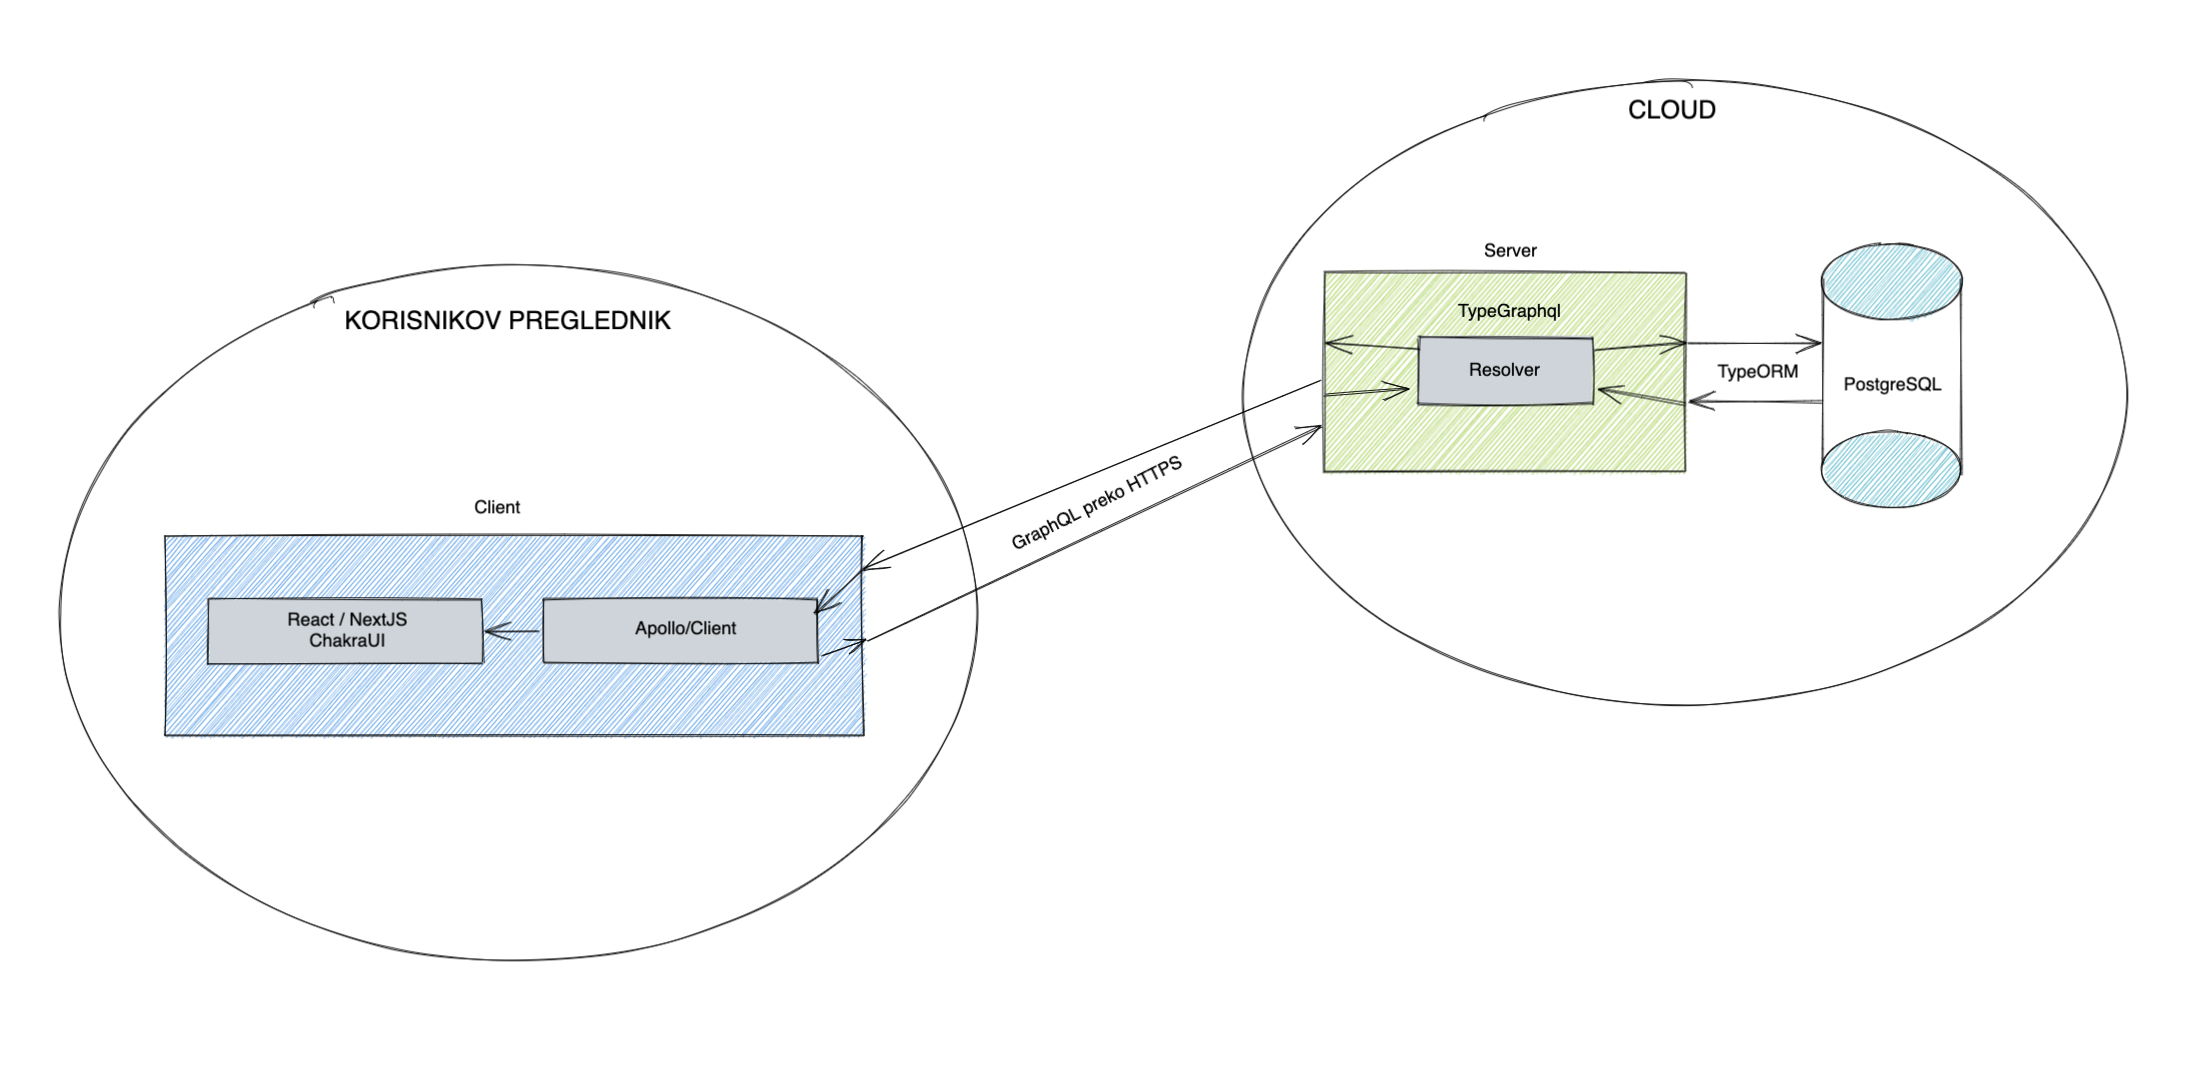 CLOUD
Server
TypeGraphql
Resolver
TypeORM
PostgreSQL
KORISNIKOV PREGLEDNIK
GraphQL preko HTTPS
Client
React / NextJS
ChakraUI
Apollo/Client